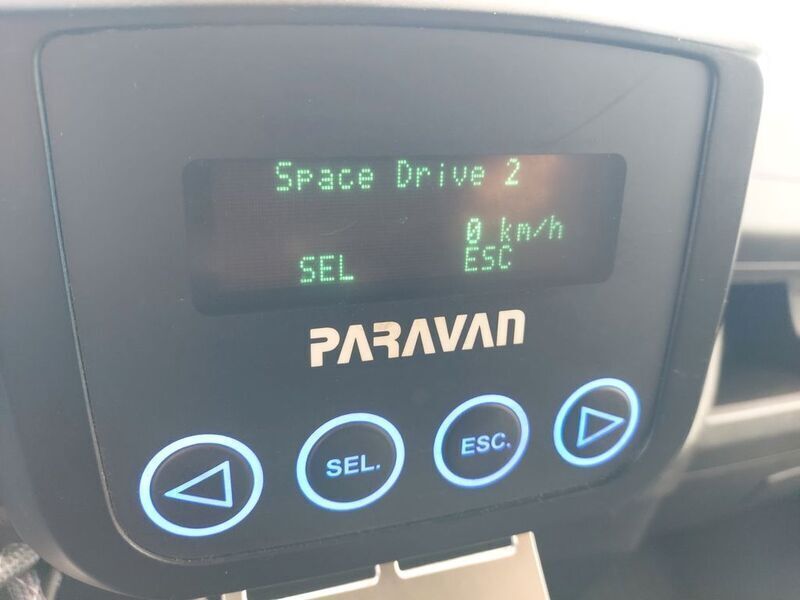 Space Drive 2
0 km/h
SEL ESC
PARAVAN
SEL. ESC.